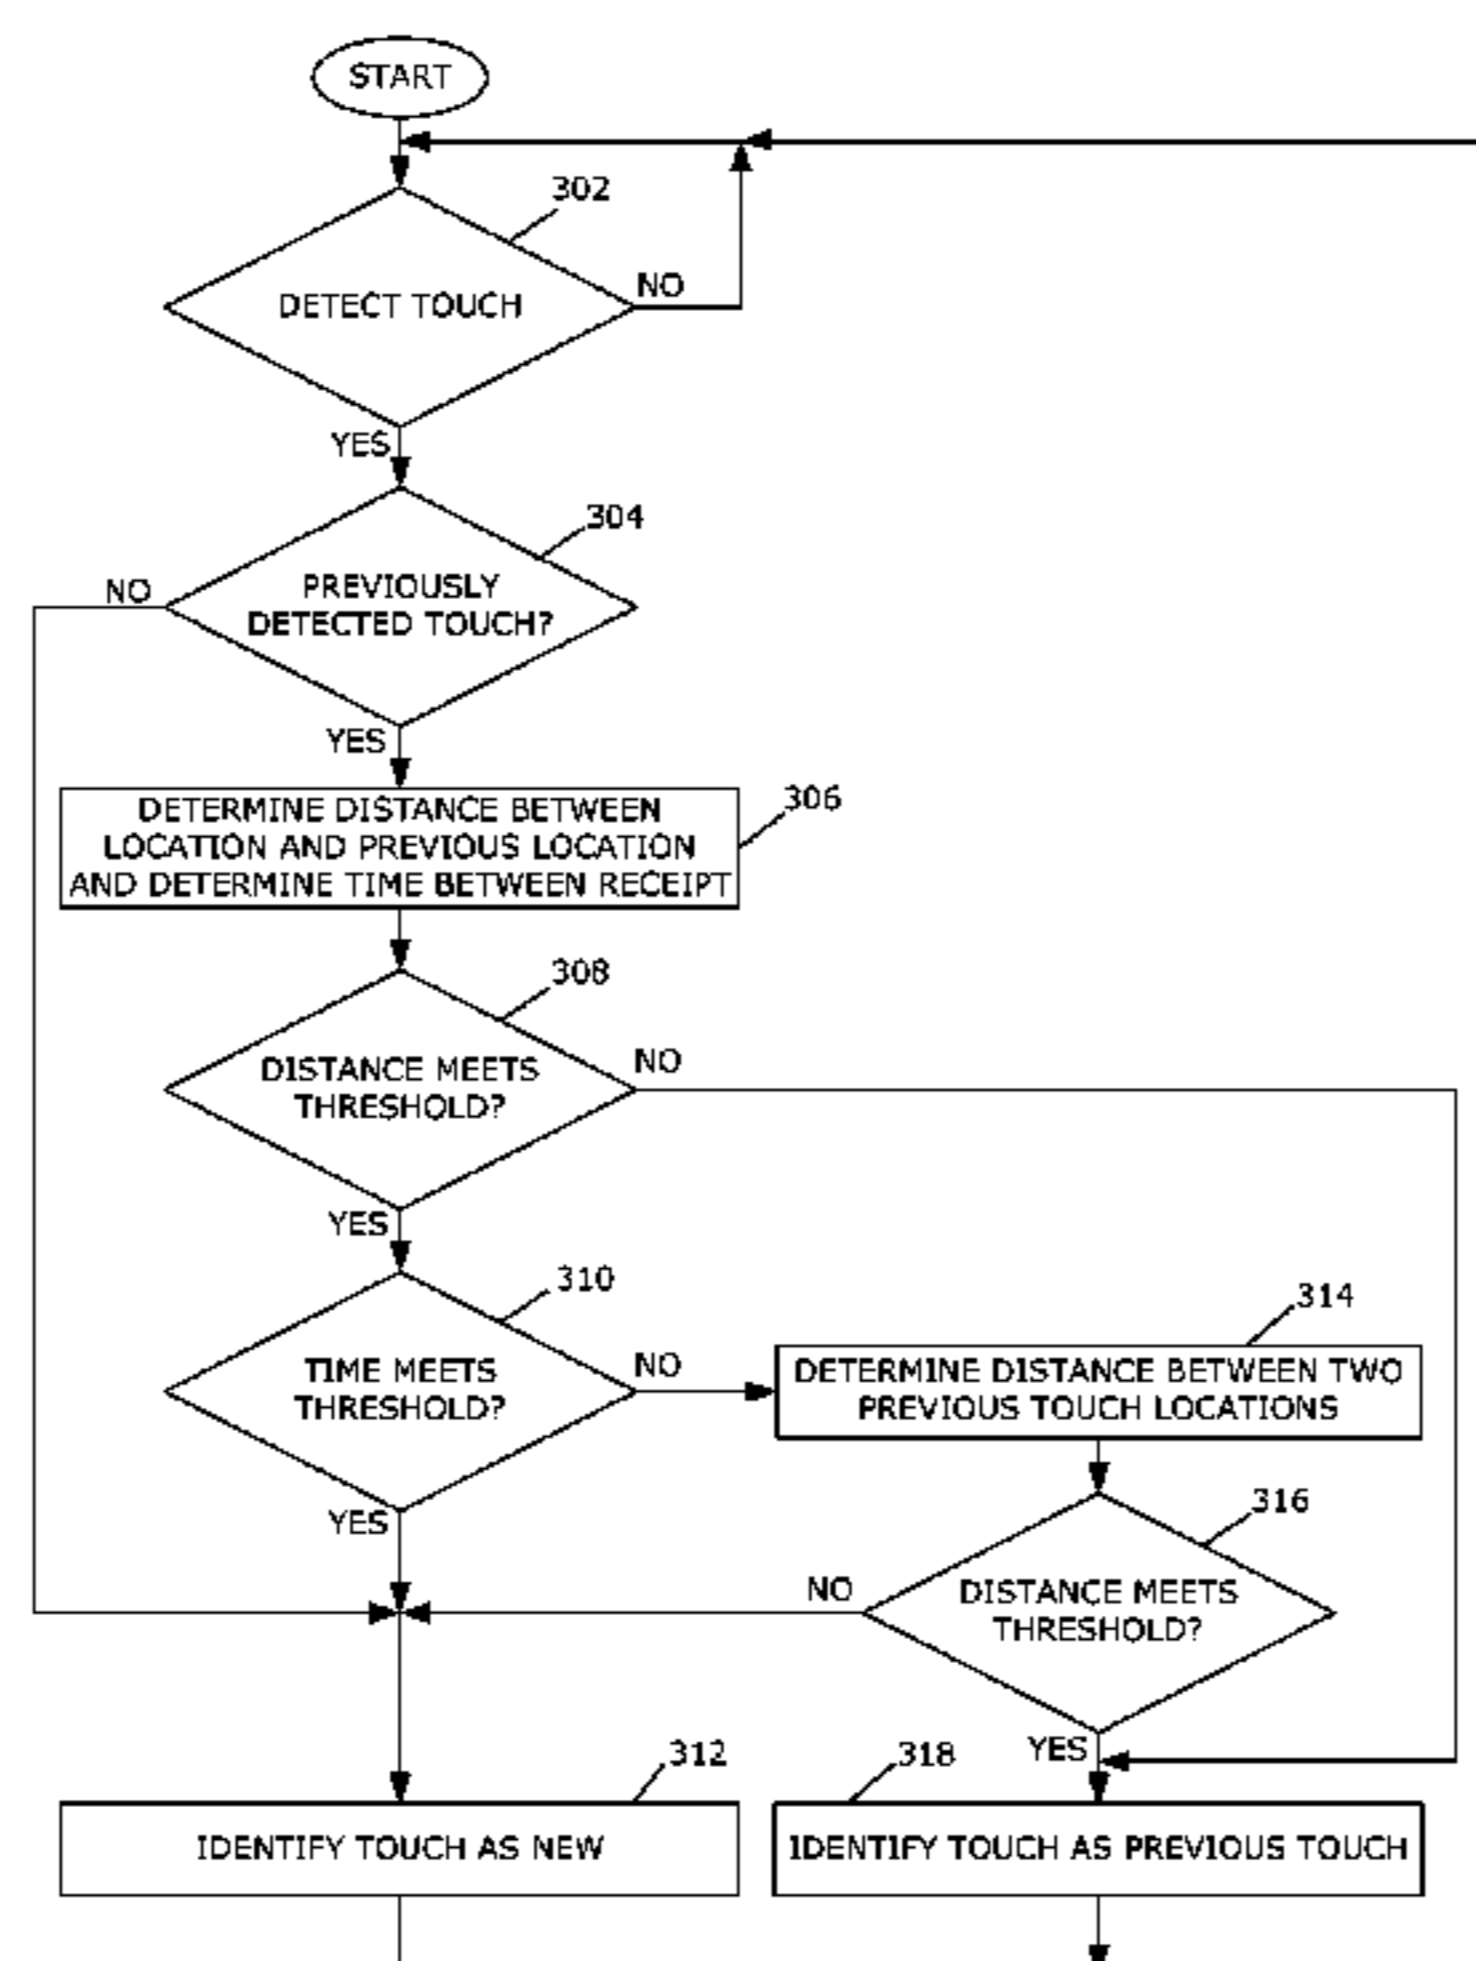 START
302
DETECT TOUCH
NO
YES
304
NO
PREVIOUSLY
DETECTED TOUCH?
YES
306
DETERMINE DISTANCE BETWEEN
LOCATION AND PREVIOUS LOCATION
AND DETERMINE TIME BETWEEN RECEIPT
308
DISTANCE MEETS
THRESHOLD?
NO
YES
310
TIME MEETS
THRESHOLD?
NO
314
DETERMINE DISTANCE BETWEEN TWO
PREVIOUS TOUCH LOCATIONS
YES
316
NO
DISTANCE MEETS
THRESHOLD?
YES
312
318
IDENTIFY TOUCH AS NEW
IDENTIFY TOUCH AS PREVIOUS TOUCH